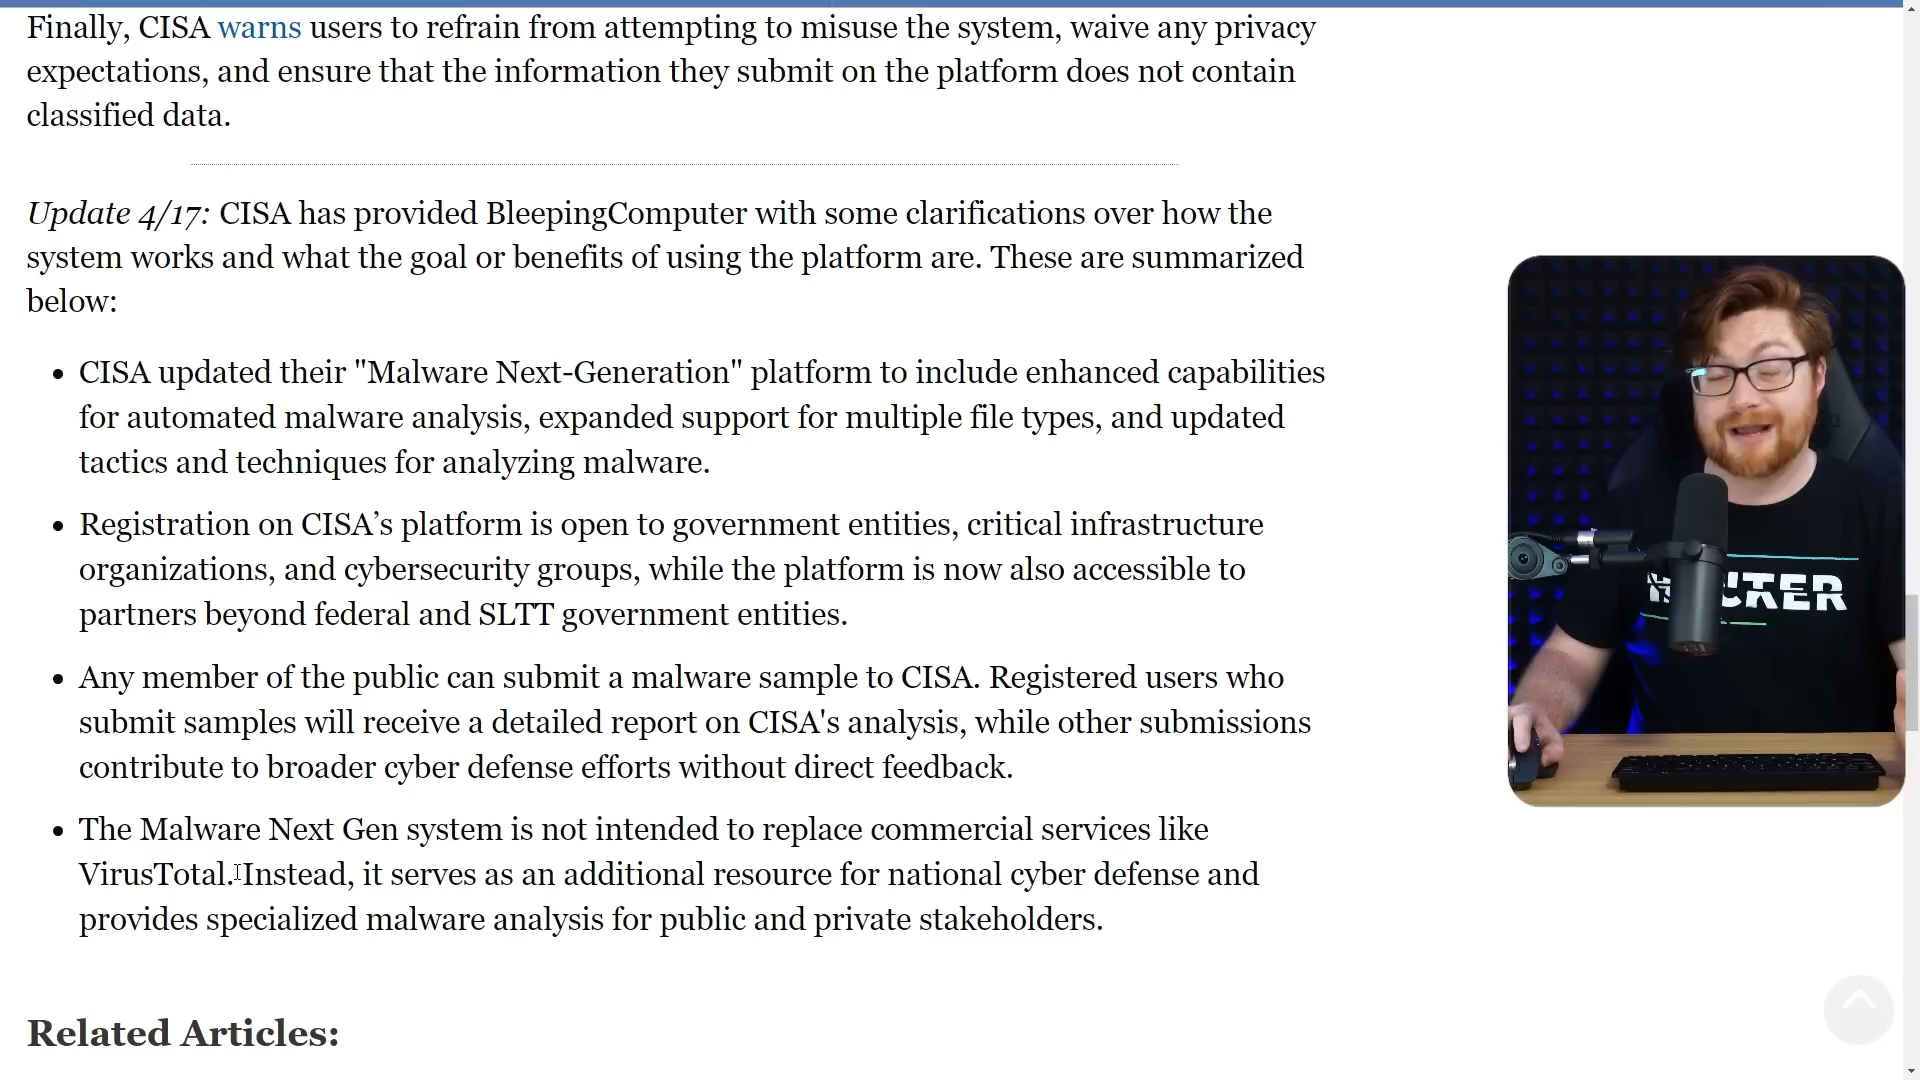 Finally, CISA warns users to refrain from attempting to misuse the system, waive any privacy
expectations, and ensure that the information they submit on the platform does not contain
classified data.
Update 4/17: CISA has provided BleepingComputer with some clarifications over how the
system works and what the goal or benefits of using the platform are. These are summarized
below:
• CISA updated their "Malware Next-Generation" platform to include enhanced capabilities
for automated malware analysis, expanded support for multiple file types, and updated
tactics and techniques for analyzing malware.
• Registration on CISA’s platform is open to government entities, critical infrastructure
organizations, and cybersecurity groups, while the platform is now also accessible to
partners beyond federal and SLTT government entities.
• Any member of the public can submit a malware sample to CISA. Registered users who
submit samples will receive a detailed report on CISA's analysis, while other submissions
contribute to broader cyber defense efforts without direct feedback.
• The Malware Next Gen system is not intended to replace commercial services like
VirusTotal. Instead, it serves as an additional resource for national cyber defense and
provides specialized malware analysis for public and private stakeholders.
Related Articles: